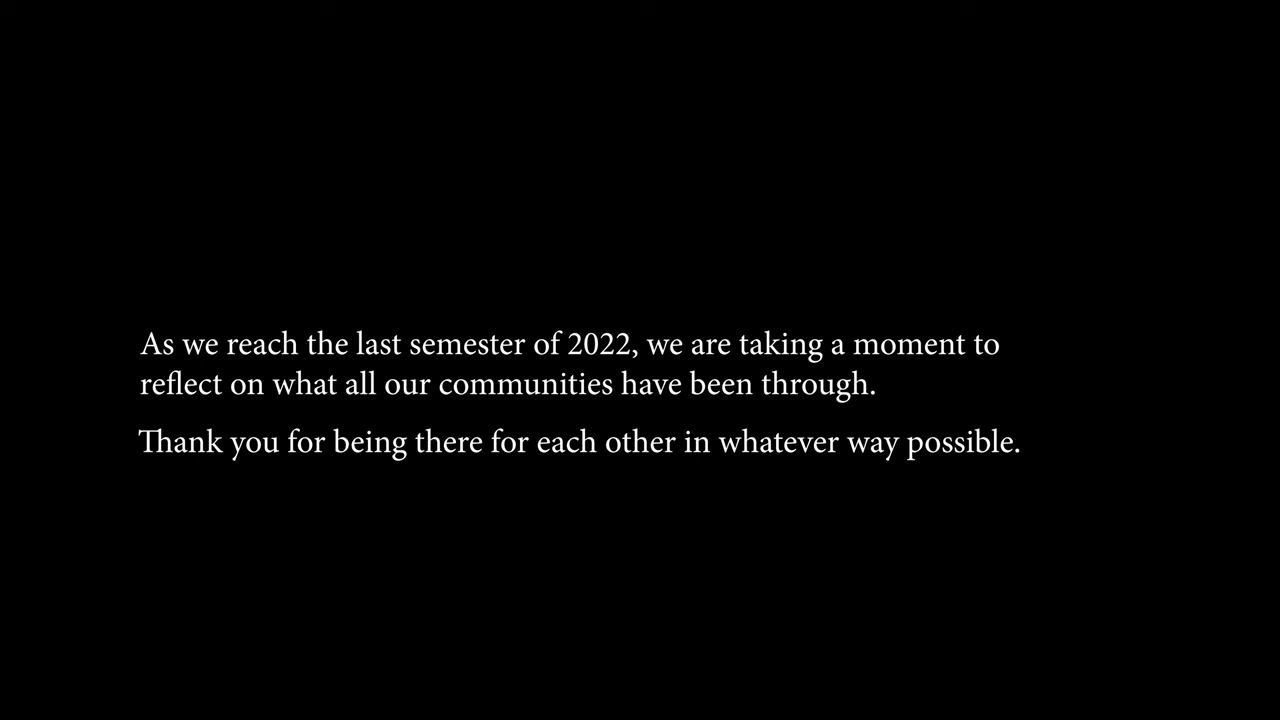 As we reach the last semester of 2022, we are taking a moment to
reflect on what all our communities have been through.
Thank you for being there for each other in whatever way possible.